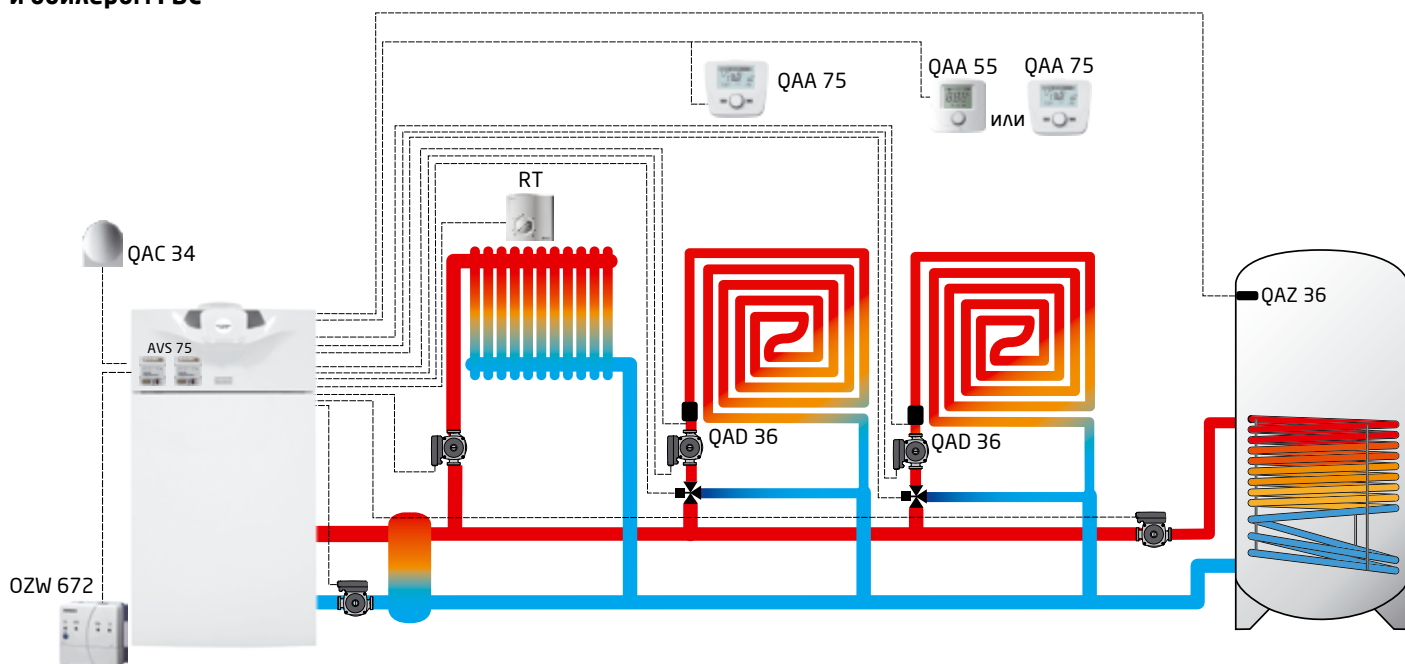 QAA 75
QAA 55
или
QAA 75
RT
QAC 34
QAZ 36
AVS 75
QAD 36
QAD 36
OZW 672